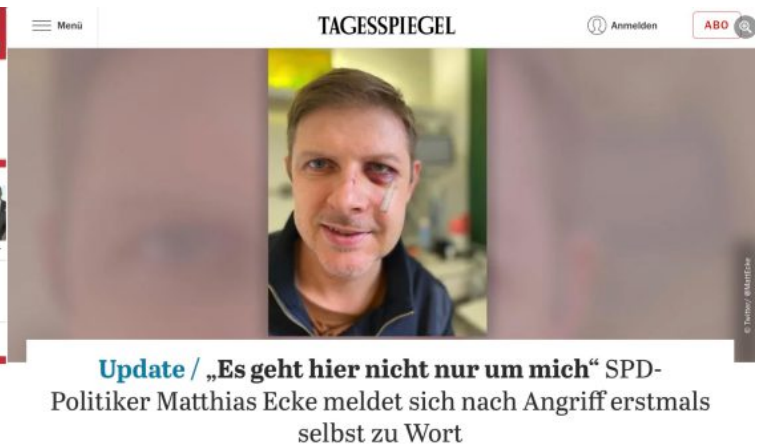 Menü
TAGESSPIEGEL
Anmelden
ABO
© Twitter/ @MattEcke
Update / „Es geht hier nicht nur um mich“ SPD-
Politiker Matthias Ecke meldet sich nach Angriff erstmals
selbst zu Wort